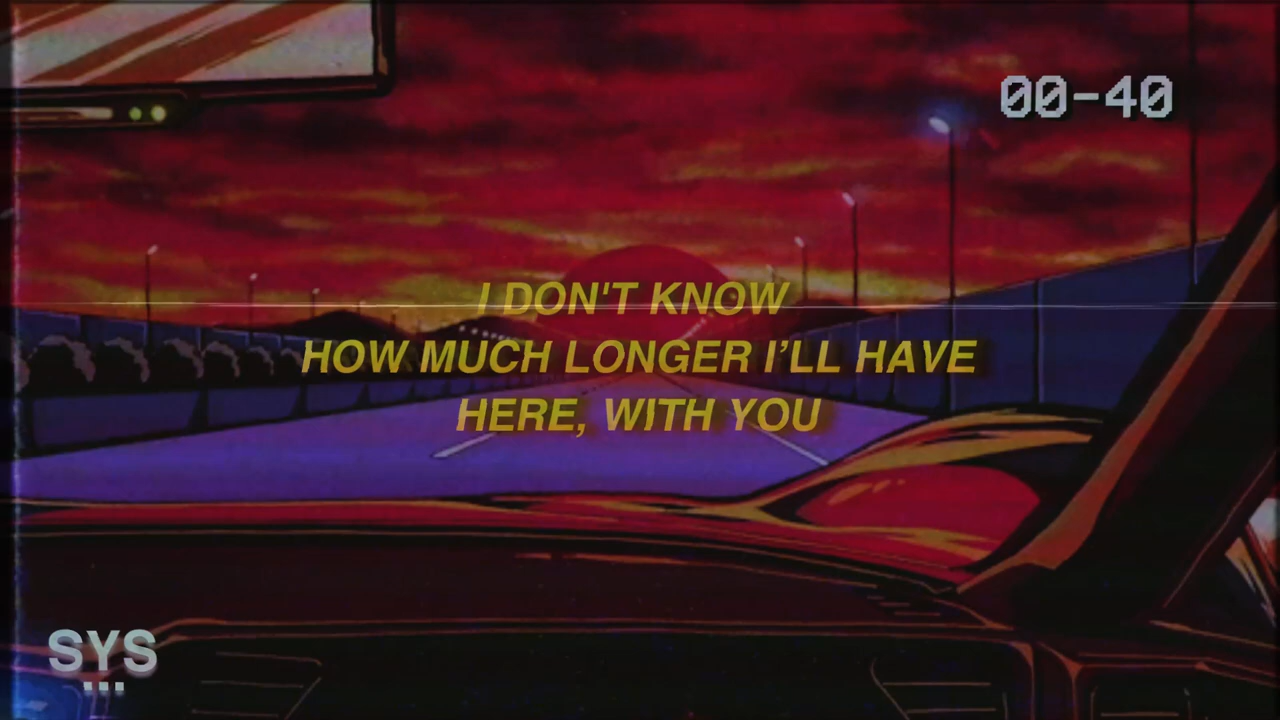 00-40
I DON'T KNOW
HOW MUCH LONGER I’LL HAVE
HERE, WITH YOU
SYS